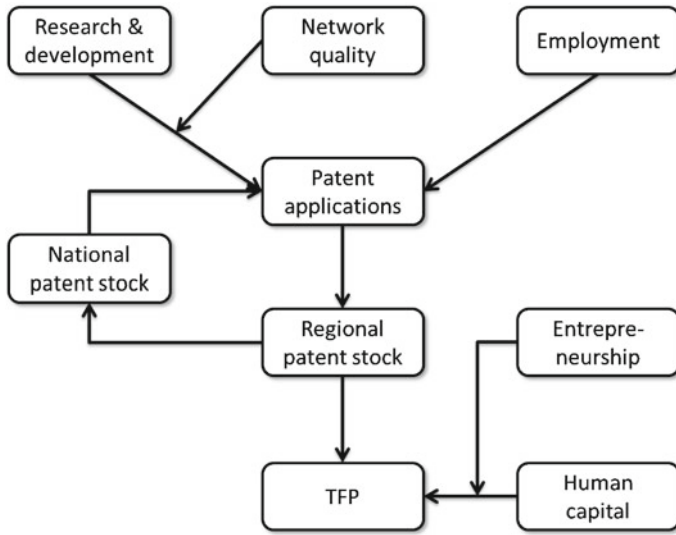 Research &
development
Network
quality
Employment
Patent
applications
National
patent stock
Regional
patent stock
Entrepre-
neurship
TFP
Human
capital